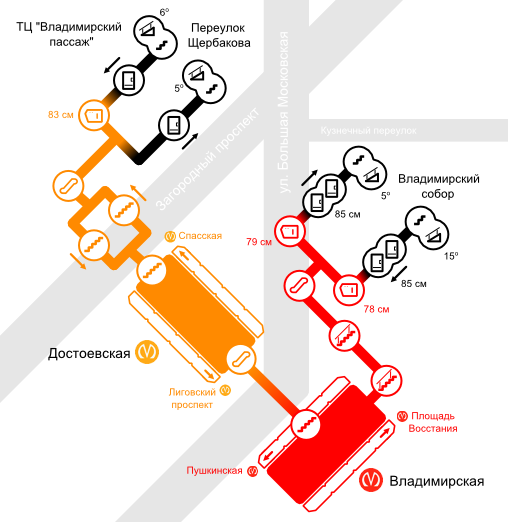 6°
ТЦ "Владимирский
пассаж"
Переулок
Щербакова
5°
83 см
ул. Большая Московская
Загородный проспект
Кузнечный переулок
Владимирский
собор
5°
85 см
15°
79 см
85 см
78 см
Спасская
Достоевская
Лиговский
проспект
Площадь
Восстания
Пушкинская
Владимирская